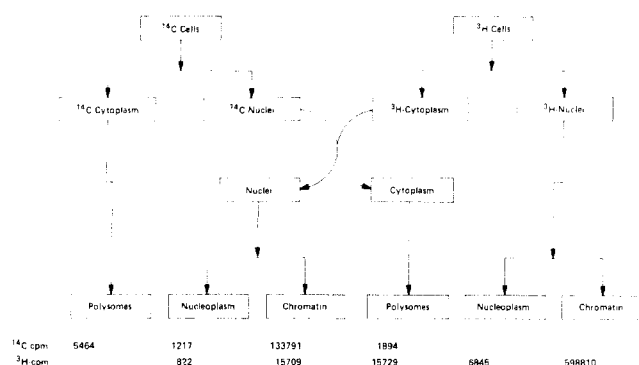 14C Cells
3H Cells
14C Cytoplasm
14C Nuclei
3H-Cytoplasm
3H-Nuclei
Nuclei
Cytoplasm
Polysomes
Nucleoplasm
Chromatin
Polysomes
Nucleoplasm
Chromatin
14C cpm 5464 1217 133791 1894
3H-cpm 822 15709 15729 6846 598810